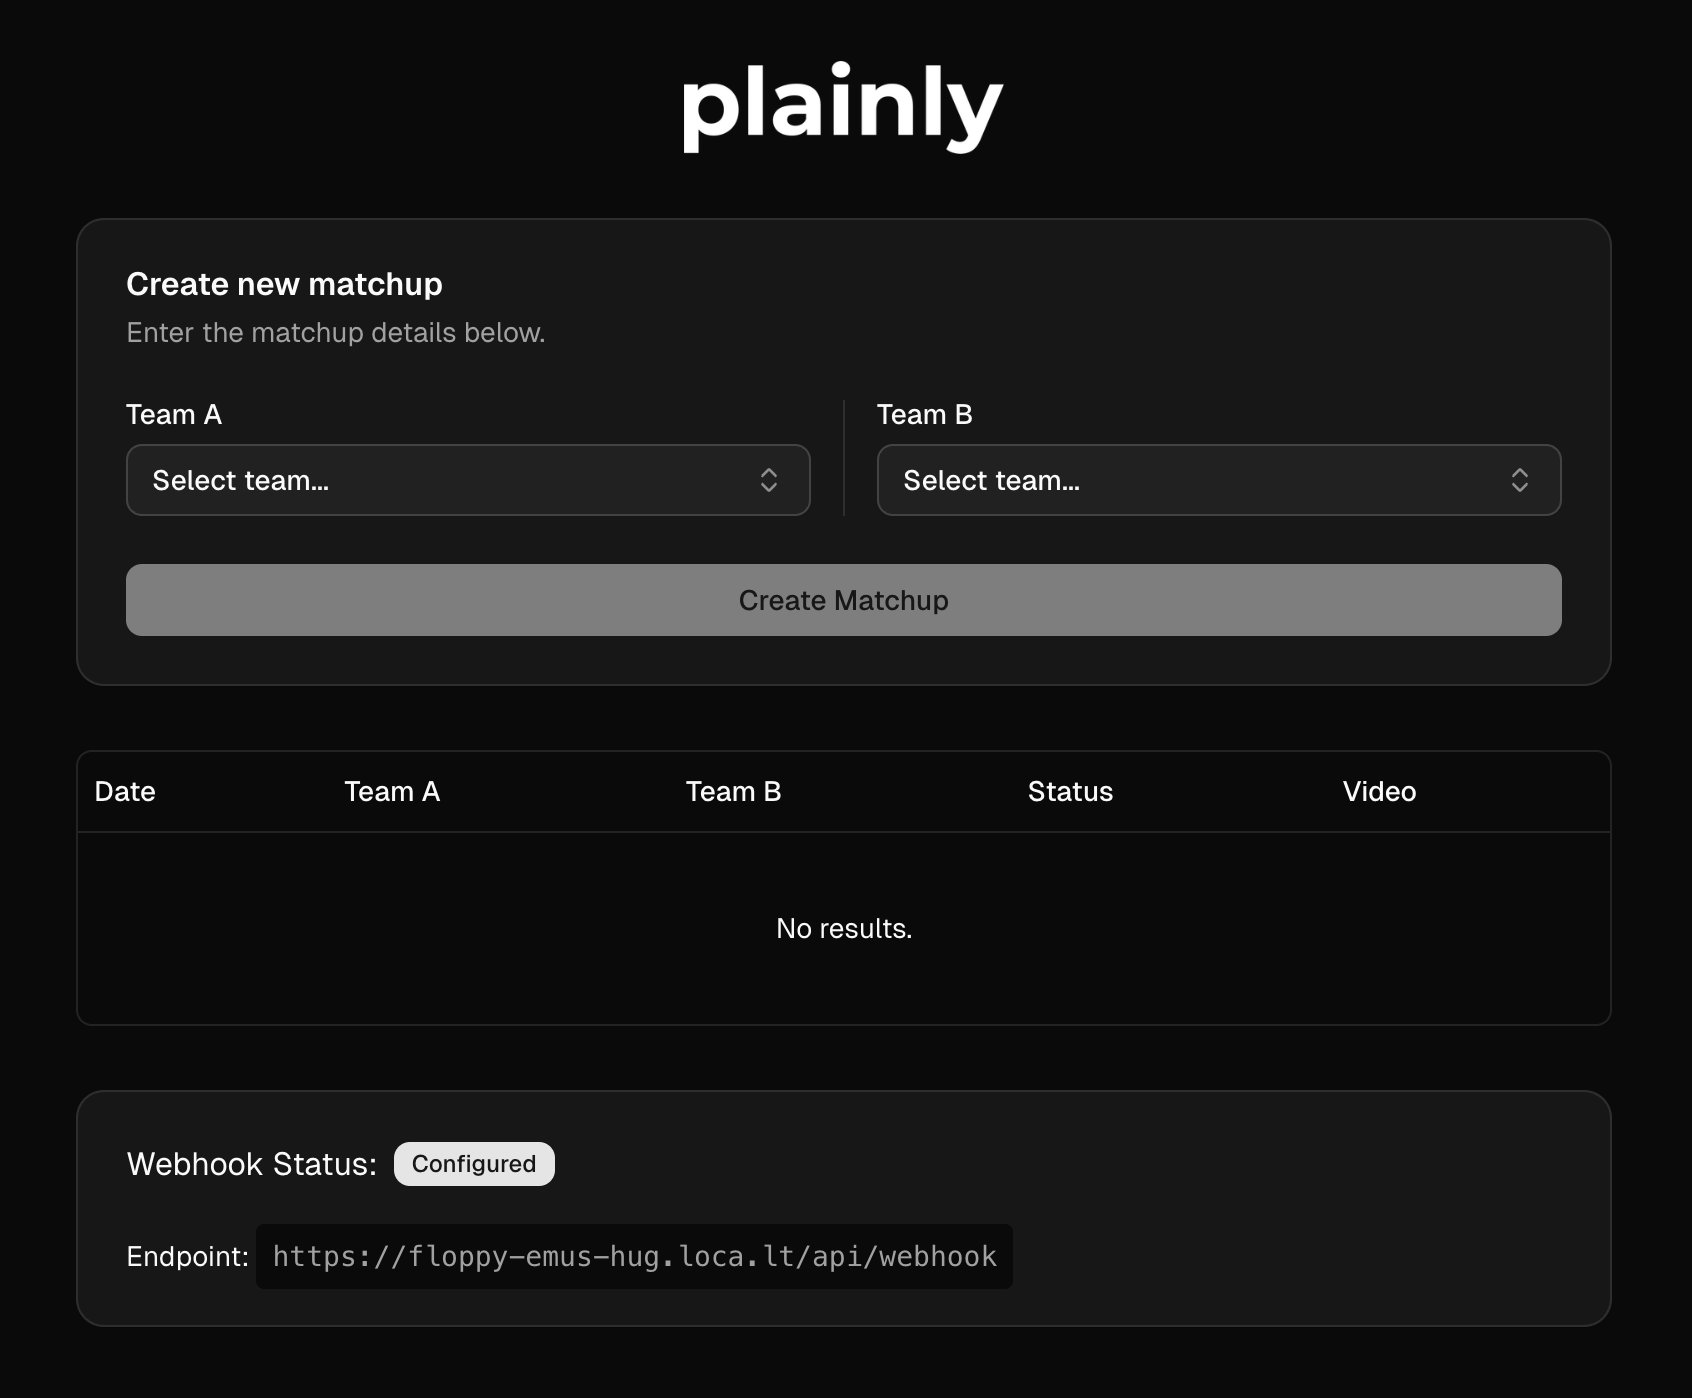 plainly
Create new matchup
Enter the matchup details below.
Team A Team B
Select team... Select team...
Create Matchup
Date Team A Team B Status Video
No results.
Webhook Status: Configured
Endpoint: https://floppy-emus-hug.loca.lt/api/webhook